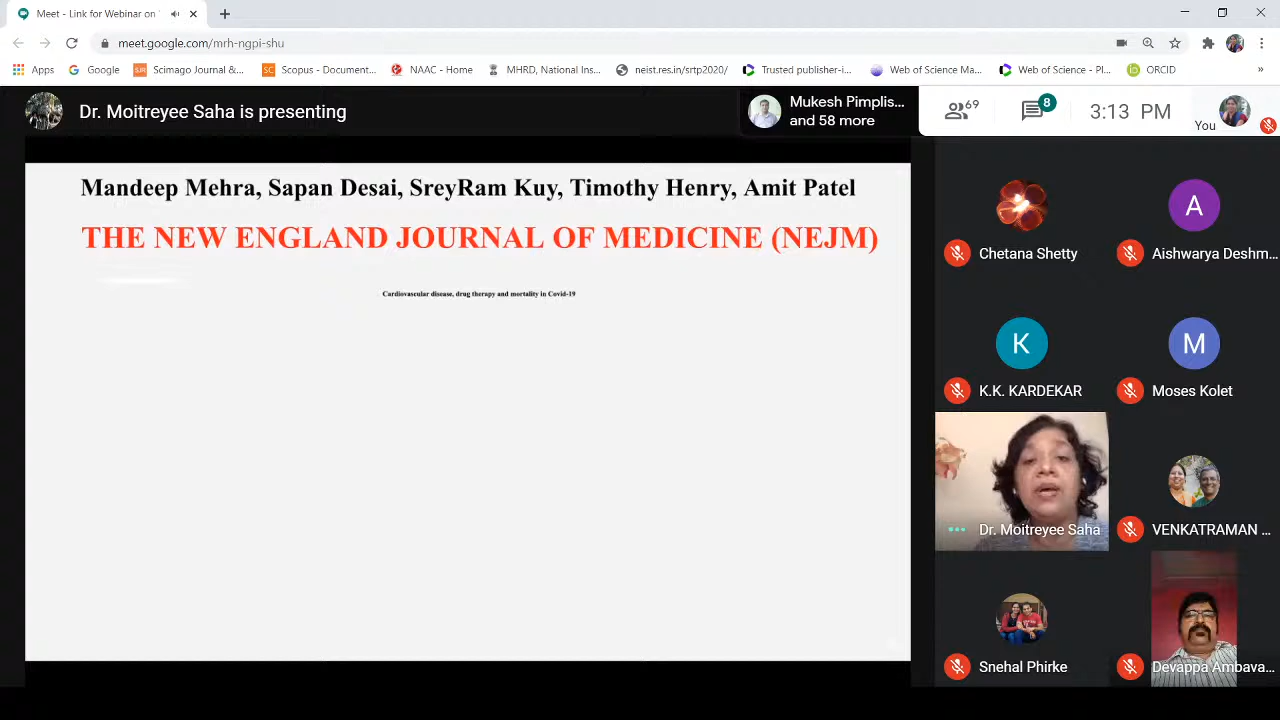 Meet - Link for Webinar on
meet.google.com/mrh-ngpi-shu
Apps
Google
SJR
Scimago Journal &...
SC
Scopus - Document...
NAAC - Home
MHRD, National Ins...
neist.res.in/srtp2020/
Trusted publisher-i...
Web of Science Ma...
Web of Science - Pl...
iD
ORCID
»
Dr. Moitreyee Saha is presenting
Mukesh Pimplis...
and 58 more
69
8
3:13 PM
You
Mandeep Mehra, Sapan Desai, SreyRam Kuy, Timothy Henry, Amit Patel
THE NEW ENGLAND JOURNAL OF MEDICINE (NEJM)
Cardiovascular disease, drug therapy and mortality in Covid-19
Chetana Shetty
A
Aishwarya Deshm...
K
K.K. KARDEKAR
M
Moses Kolet
Dr. Moitreyee Saha
VENKATRAMAN ...
Snehal Phirke
Devappa Ambava...